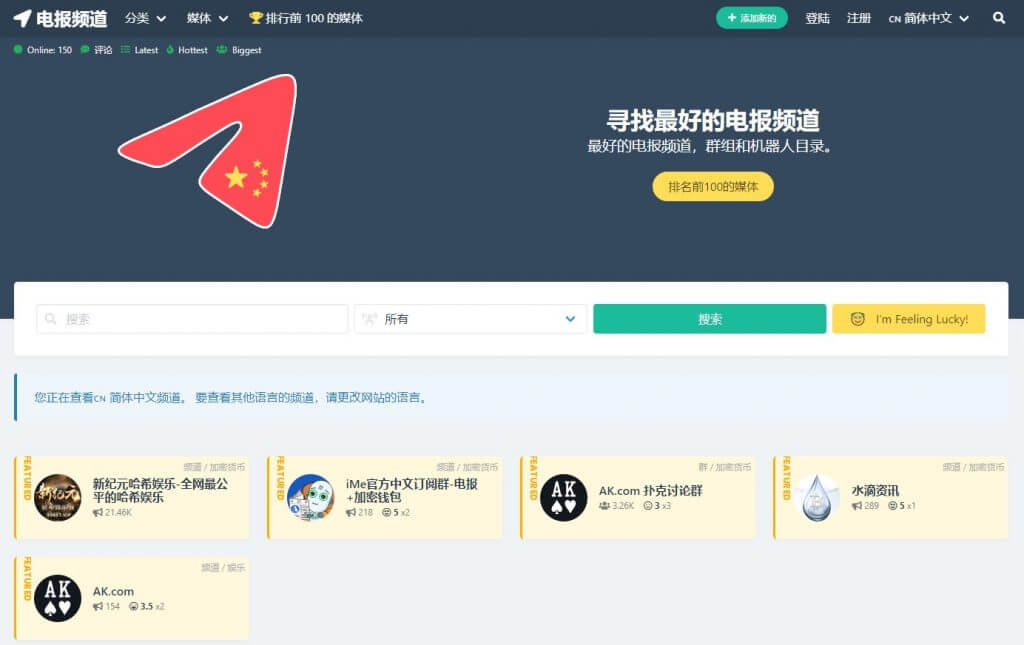 电报频道 分类 媒体 排行前 100 的媒体 + 添加新的 登陆 注册 CN 简体中文
Online: 150 评论 Latest Hottest Biggest
寻找最好的电报频道
最好的电报频道，群组和机器人目录。
排名前100的媒体
搜索 所有 搜索 I'm Feeling Lucky!
您正在查看CN 简体中文频道。 要查看其他语言的频道，请更改网站的语言。
FEATURED
频道 / 加密货币
新纪元
新纪元哈希娱乐-全网最公
平的哈希娱乐
21.46K
FEATURED
频道 / 加密货币
iMe官方中文订阅群-电报
+加密钱包
218 5 x2
FEATURED
群 / 加密货币
AK
AK.com 扑克讨论群
3.26K 3 x3
FEATURED
频道 / 加密货币
水滴资讯
289 5 x1
FEATURED
频道 / 娱乐
AK
AK.com
154 3.5 x2